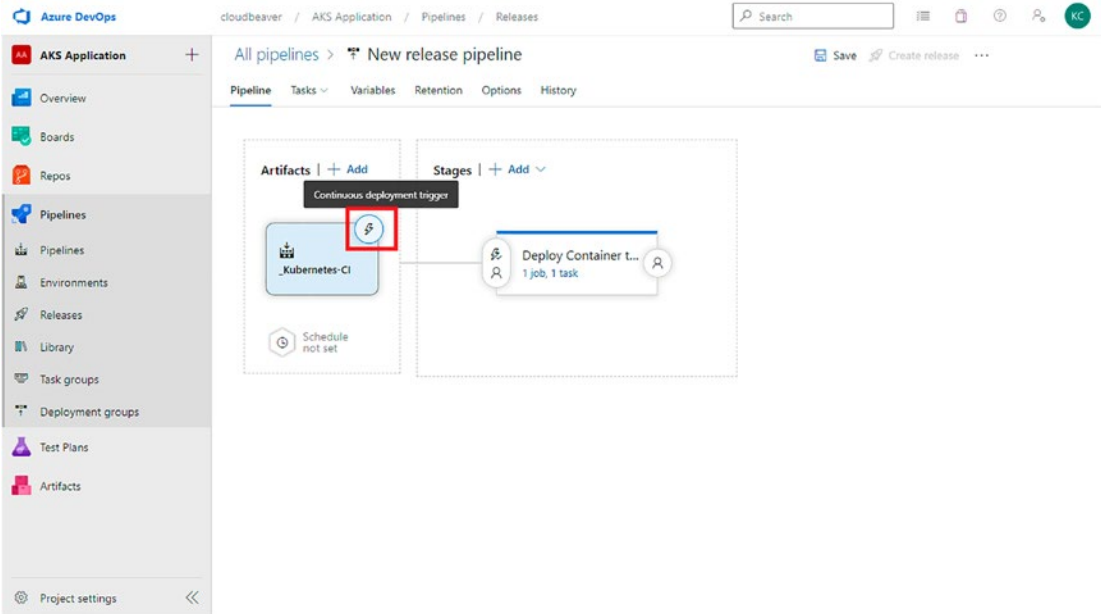 Azure DevOps
cloudbeaver / AKS Application / Pipelines / Releases
Search
KC
AA AKS Application
All pipelines > New release pipeline
Save
Create release
Pipeline Tasks Variables Retention Options History
Overview
Boards
Repos
Pipelines
Pipelines
Environments
Releases
Library
Task groups
Deployment groups
Test Plans
Artifacts
Project settings
Artifacts | + Add
Stages | + Add
Continuous deployment trigger
_Kubernetes-CI
Schedule
not set
Deploy Container t...
1 job, 1 task